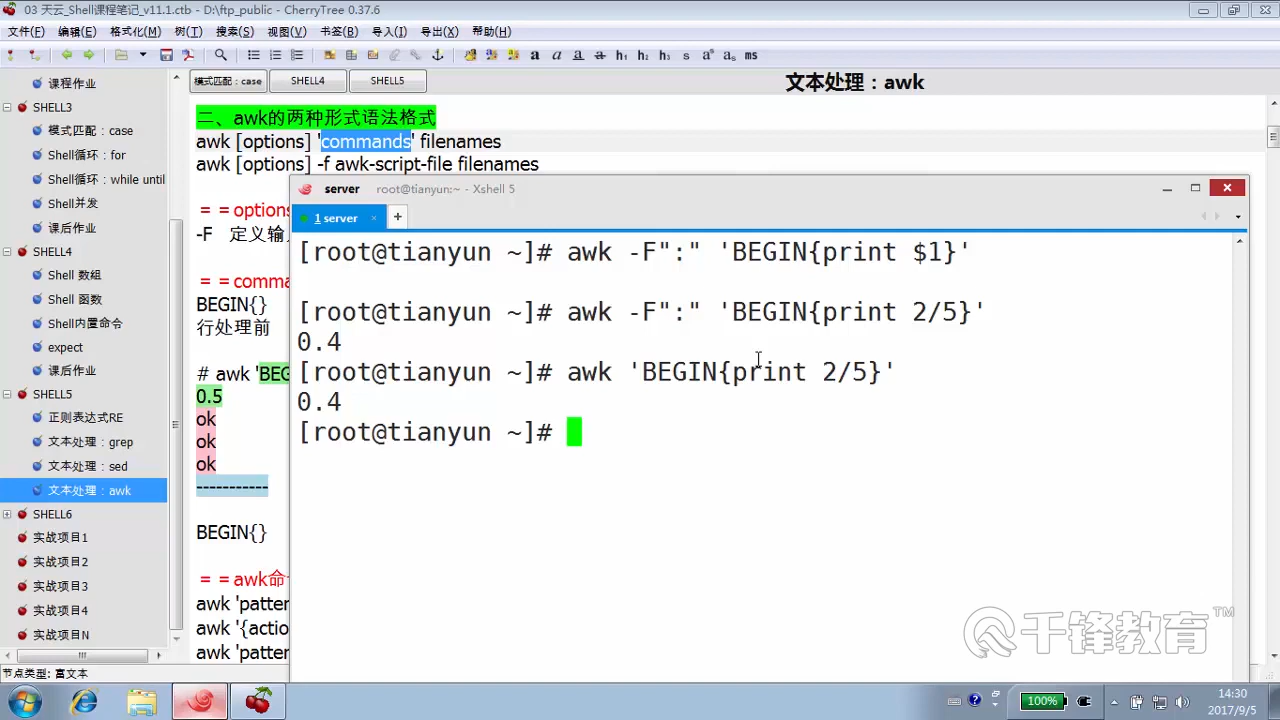 03 天云_Shell课程笔记_v11.1.ctb - D:\ftp_public - CherryTree 0.37.6
文件(F) 编辑(E) 格式化(M) 树(T) 搜索(S) 视图(V) 书签(B) 导入(I) 导出(X) 帮助(H)
a a a a h1 h2 h3 s aˢ aₛ ms
课程作业
SHELL3
模式匹配：case
Shell循环：for
Shell循环：while until
Shell并发
课后作业
SHELL4
Shell 数组
Shell 函数
Shell内置命令
expect
课后作业
SHELL5
正则表达式RE
文本处理：grep
文本处理：sed
文本处理：awk
SHELL6
实战项目1
实战项目2
实战项目3
实战项目4
实战项目N
节点类型: 富文本
模式匹配：case SHELL4 SHELL5 文本处理：awk
二、awk的两种形式语法格式
awk [options] 'commands' filenames
awk [options] -f awk-script-file filenames
＝＝options
-F 定义输入
＝＝comma
BEGIN{}
行处理前
# awk 'BEG
0.5
ok
ok
ok
-----------
BEGIN{}
＝＝awk命
awk 'patter
awk '{actio
awk 'patter
server root@tianyun:~ - Xshell 5
1 server × +
[root@tianyun ~]# awk -F":" 'BEGIN{print $1}'
[root@tianyun ~]# awk -F":" 'BEGIN{print 2/5}'
0.4
[root@tianyun ~]# awk 'BEGIN{print 2/5}'
0.4
[root@tianyun ~]#
千锋教育™
100%
14:30
2017/9/5